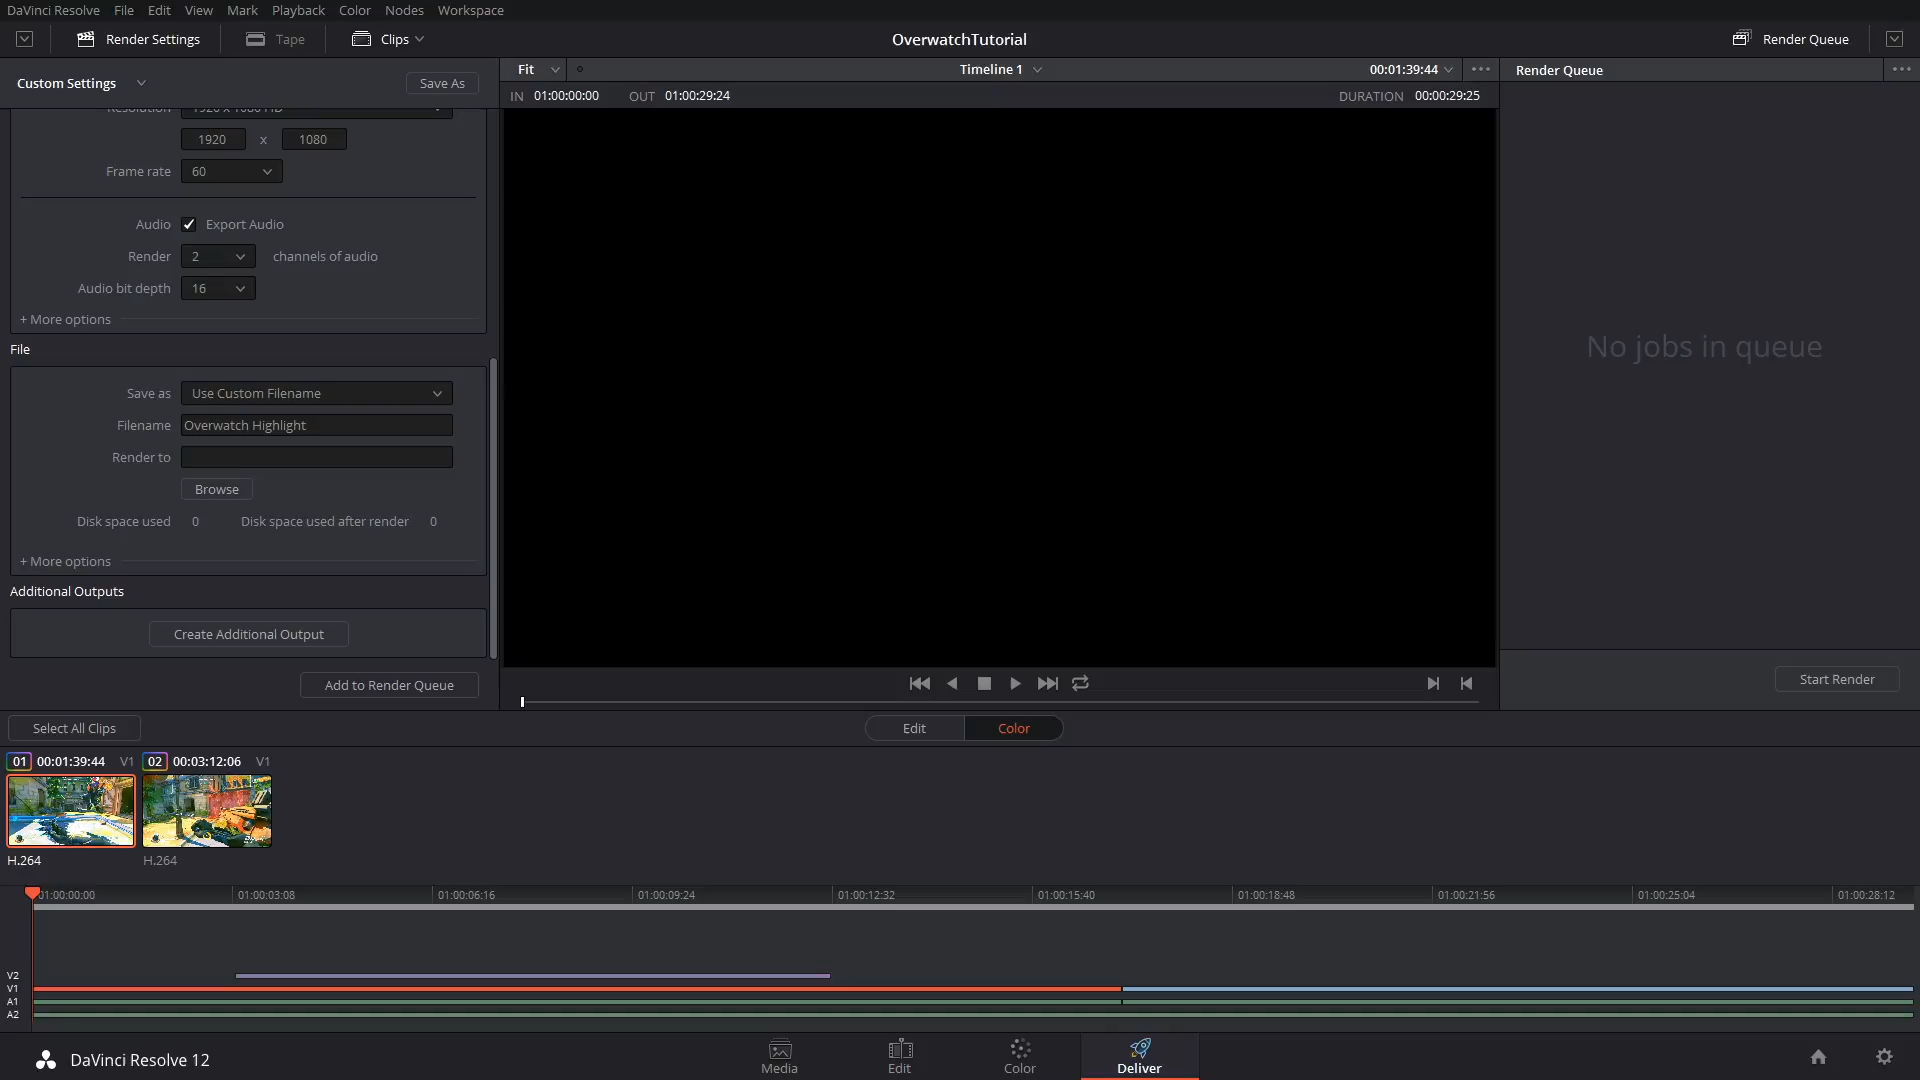 DaVinci Resolve File Edit View Mark Playback Color Nodes Workspace
Render Settings Tape Clips OverwatchTutorial Render Queue
Custom Settings Save As Fit Timeline 1 00:01:39:44 Render Queue
IN 01:00:00:00 OUT 01:00:29:24 DURATION 00:00:29:25
Resolution 1920 x 1080 HD
1920 x 1080
Frame rate 60
Audio Export Audio
Render 2 channels of audio
Audio bit depth 16
+ More options
File
Save as Use Custom Filename
Filename Overwatch Highlight
Render to
Browse
Disk space used 0 Disk space used after render 0
+ More options
Additional Outputs
Create Additional Output
Add to Render Queue
No jobs in queue
Start Render
Select All Clips Edit Color
01 00:01:39:44 V1 02 00:03:12:06 V1
H.264 H.264
01:00:00:00 01:00:03:08 01:00:06:16 01:00:09:24 01:00:12:32 01:00:15:40 01:00:18:48 01:00:21:56 01:00:25:04 01:00:28:12
V2
V1
A1
A2
DaVinci Resolve 12 Media Edit Color Deliver